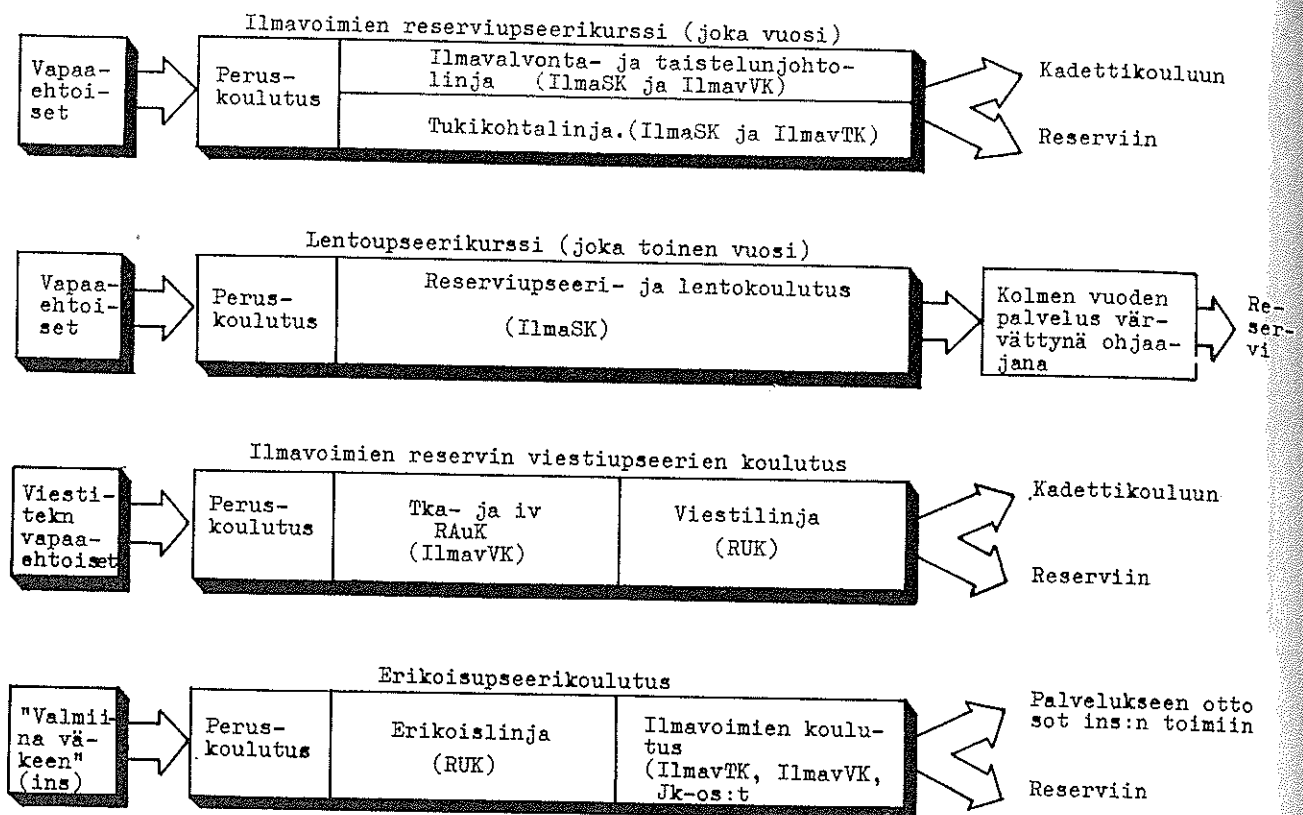 Ilmavoimien reserviupseerikurssi (joka vuosi)
Vapaa-
ehtoi-
set
Perus-
koulutus
Ilmavalvonta- ja taistelunjohto-
linja (IlmaSK ja IlmavVK)
Tukikohtalinja.(IlmaSK ja IlmavTK)
Kadettikouluun
Reserviin
Lentoupseerikurssi (joka toinen vuosi)
Vapaa-
ehtoi-
set
Perus-
koulutus
Reserviupseeri- ja lentokoulutus
(IlmaSK)
Kolmen vuoden
palvelus vär-
vättynä ohjaa-
jana
Re-
ser-
vi
Ilmavoimien reservin viestiupseerien koulutus
Viesti-
tekn
vapaa-
ehtoiset
Perus-
koulutus
Tka- ja iv
RAuK
(IlmavVK)
Viestilinja
(RUK)
Kadettikouluun
Reserviin
Erikoisupseerikoulutus
"Valmii-
na vä-
keen"
(ins)
Perus-
koulutus
Erikoislinja
(RUK)
Ilmavoimien koulu-
tus
(IlmavTK, IlmavVK,
Jk-os:t
Palvelukseen otto
sot ins:n toimiin
Reserviin